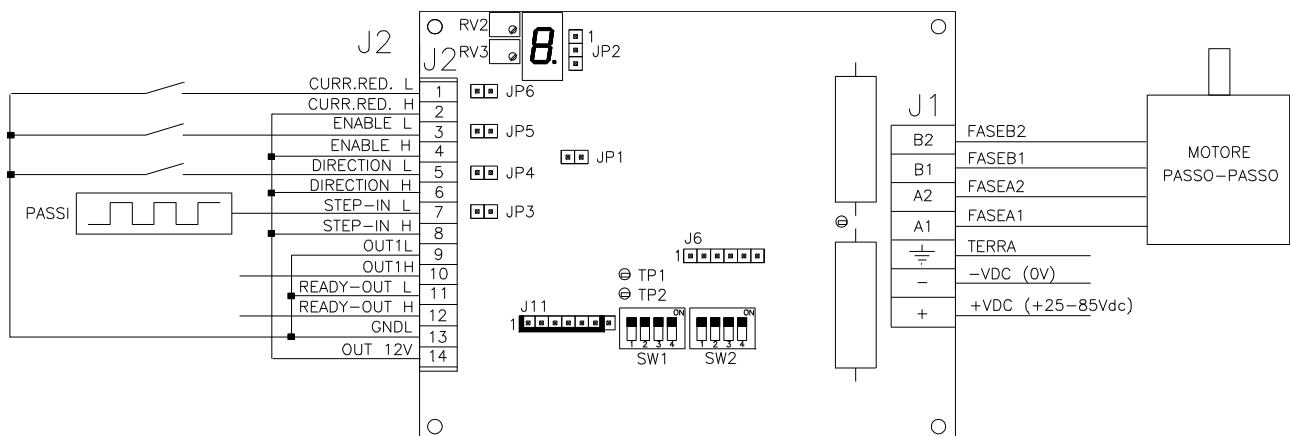 J2
CURR.RED. L
CURR.RED. H
ENABLE L
ENABLE H
DIRECTION L
DIRECTION H
STEP-IN L
STEP-IN H
OUT1L
OUT1H
READY-OUT L
READY-OUT H
GNDL
OUT 12V
PASSI
J2
1
2
3
4
5
6
7
8
9
10
11
12
13
14
RV2
RV3
8.
1
JP2
JP6
JP5
JP4
JP3
JP1
J6
1
TP1
TP2
J11
1
ON
1 2 3 4
SW1
ON
1 2 3 4
SW2
J1
B2
B1
A2
A1
-
+
FASEB2
FASEB1
FASEA2
FASEA1
TERRA
-VDC (0V)
+VDC (+25-85Vdc)
MOTORE
PASSO-PASSO